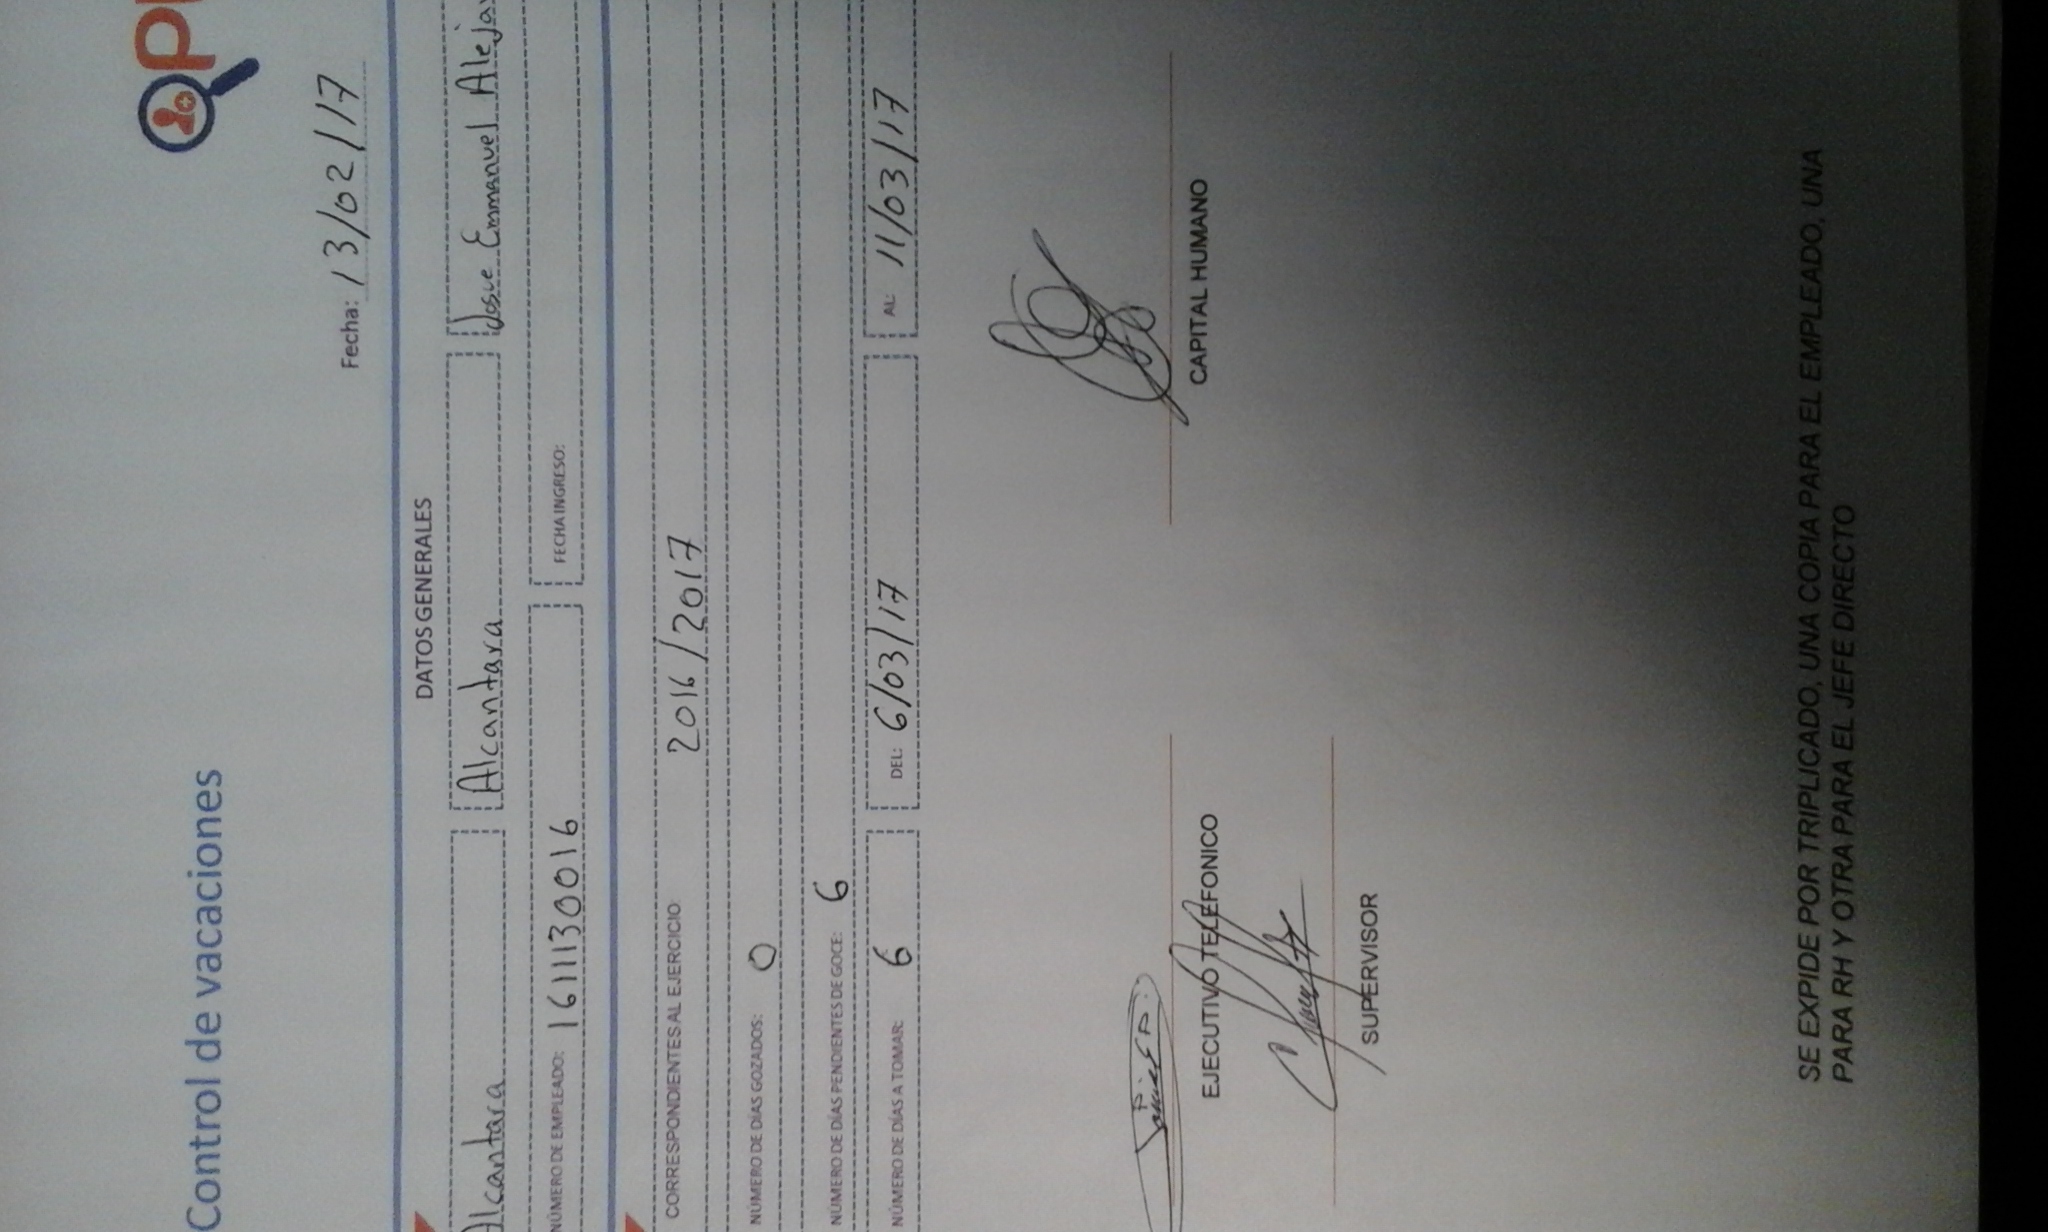 Control de vacaciones
Fecha: 13/02/17
DATOS GENERALES
Alcantara Alcantara Josue Emmanuel
NÚMERO DE EMPLEADO: 1611130016 FECHA INGRESO:
CORRESPONDIENTES AL EJERCICIO: 2016/2017
NÚMERO DE DÍAS GOZADOS: 0
NÚMERO DE DÍAS PENDIENTES DE GOCE: 6
NÚMERO DE DÍAS A TOMAR: 6 DEL: 6/03/17 AL: 11/03/17
EJECUTIVO TELEFONICO CAPITAL HUMANO
SUPERVISOR
SE EXPIDE POR TRIPLICADO, UNA COPIA PARA EL EMPLEADO, UNA
PARA RH Y OTRA PARA EL JEFE DIRECTO